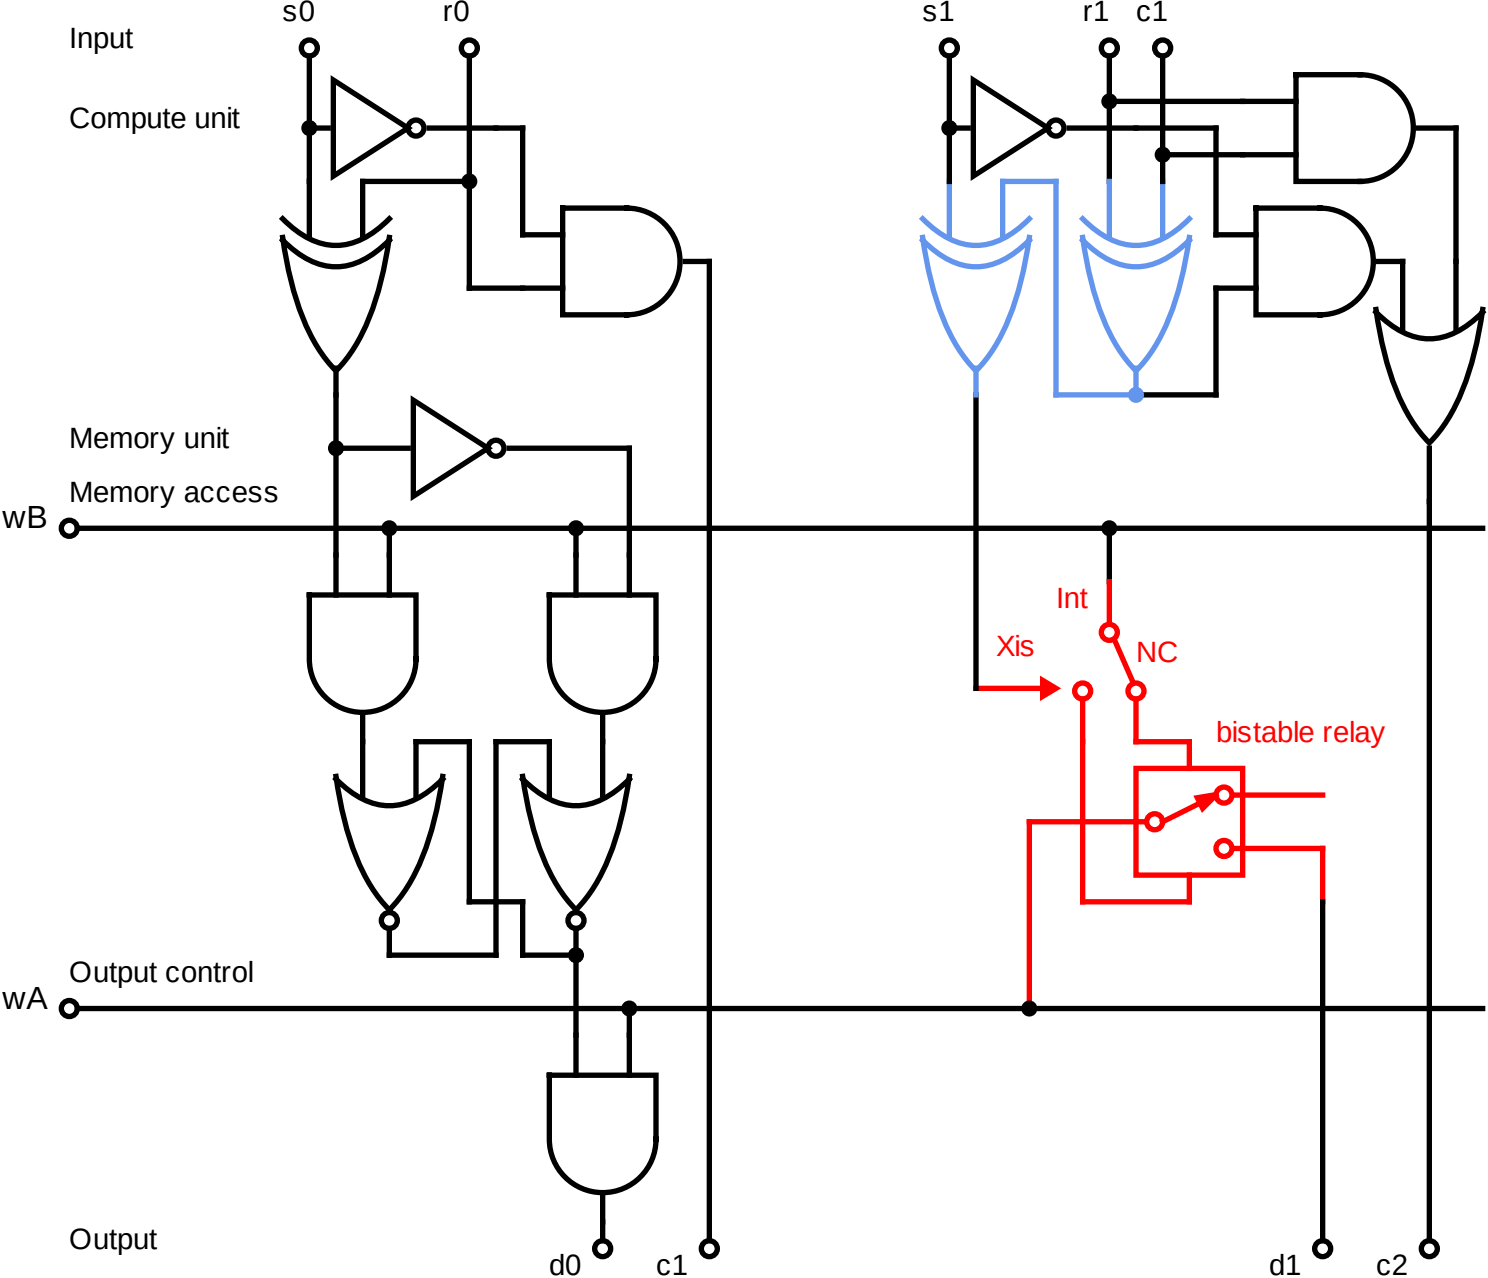 s0 r0 s1 r1 c1
Input
Compute unit
Memory unit
Memory access
wB
Int
Xis
NC
bistable relay
Output control
wA
Output
d0 c1 d1 c2